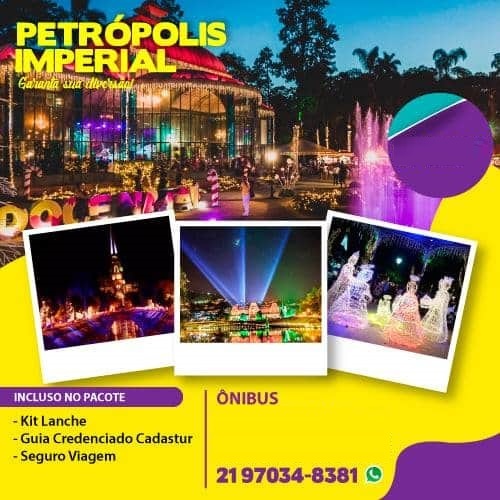 PETRÓPOLIS
IMPERIAL
Garanta sua diversão!
INCLUSO NO PACOTE
- Kit Lanche
- Guia Credenciado Cadastur
- Seguro Viagem
ÔNIBUS
21 97034-8381